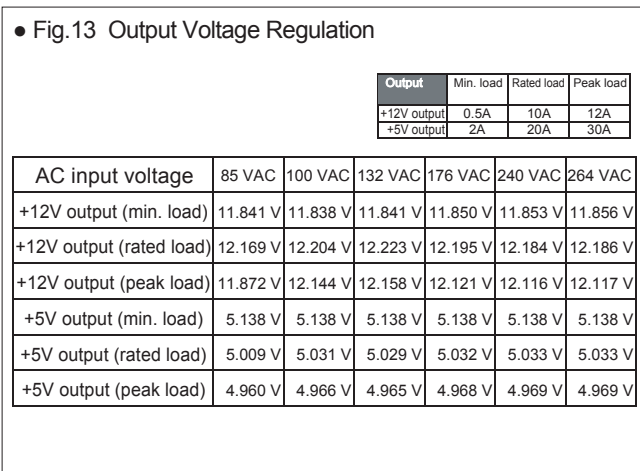 ● Fig.13 Output Voltage Regulation
Output Min. load Rated load Peak load
+12V output 0.5A 10A 12A
+5V output 2A 20A 30A
AC input voltage 85 VAC 100 VAC 132 VAC 176 VAC 240 VAC 264 VAC
+12V output (min. load) 11.841 V 11.838 V 11.841 V 11.850 V 11.853 V 11.856 V
+12V output (rated load) 12.169 V 12.204 V 12.223 V 12.195 V 12.184 V 12.186 V
+12V output (peak load) 11.872 V 12.144 V 12.158 V 12.121 V 12.116 V 12.117 V
+5V output (min. load) 5.138 V 5.138 V 5.138 V 5.138 V 5.138 V 5.138 V
+5V output (rated load) 5.009 V 5.031 V 5.029 V 5.032 V 5.033 V 5.033 V
+5V output (peak load) 4.960 V 4.966 V 4.965 V 4.968 V 4.969 V 4.969 V